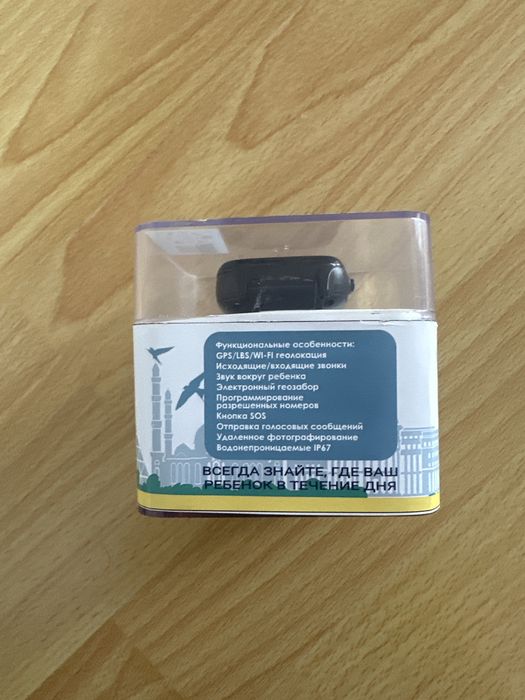 Функциональные особенности:
GPS/LBS/WI-FI геолокация
Исходящие/входящие звонки
Звук вокруг ребенка
Электронный геозабор
Программирование
разрешенных номеров
Кнопка SOS
Отправка голосовых сообщений
Удаленное фотографирование
Водонепроницаемые IP67
ВСЕГДА ЗНАЙТЕ, ГДЕ ВАШ
РЕБЕНОК В ТЕЧЕНИЕ ДНЯ